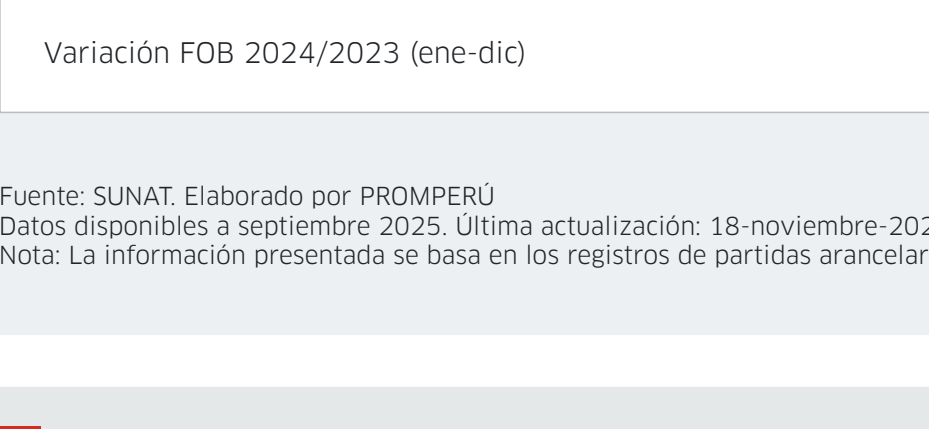 Variación FOB 2024/2023 (ene-dic)
Fuente: SUNAT. Elaborado por PROMPERÚ
Datos disponibles a septiembre 2025. Última actualización: 18-noviembre-202
Nota: La información presentada se basa en los registros de partidas arancelar